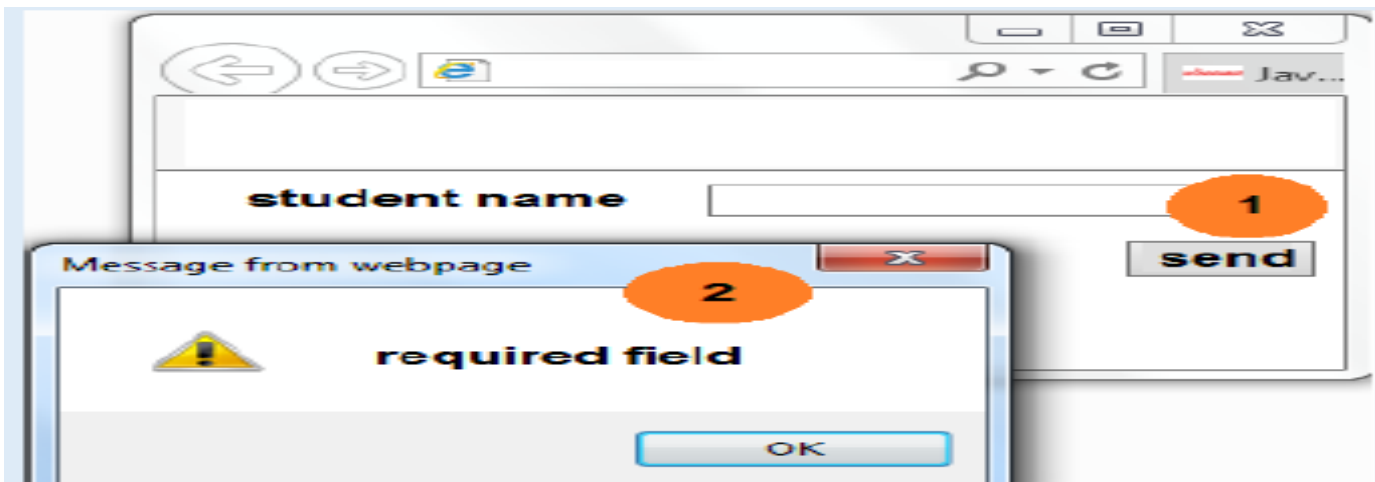 Jav...
student name
1
send
Message from webpage
2
required field
OK